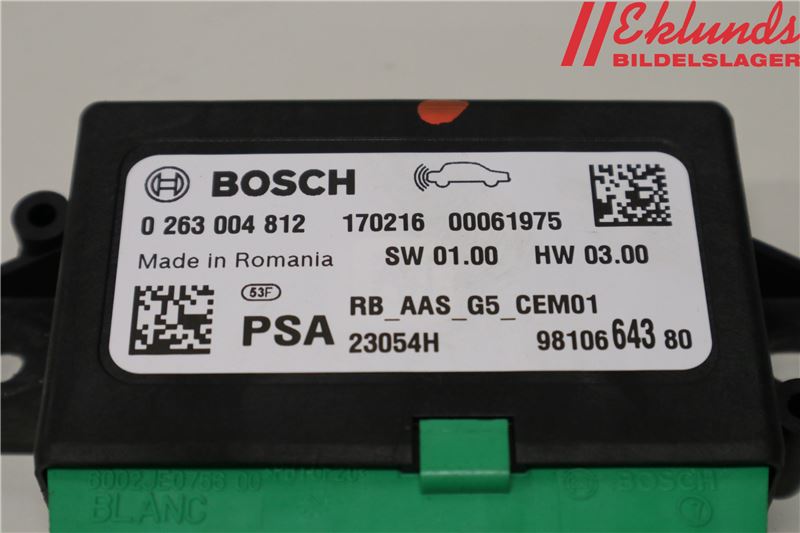 Eklunds
BILDELSLAGER
BOSCH
0 263 004 812 170216 00061975
Made in Romania SW 01.00 HW 03.00
53F
PSA
RB_AAS_G5_CEM01
23054H 98106 643 80
BOSCH
BLANC
7